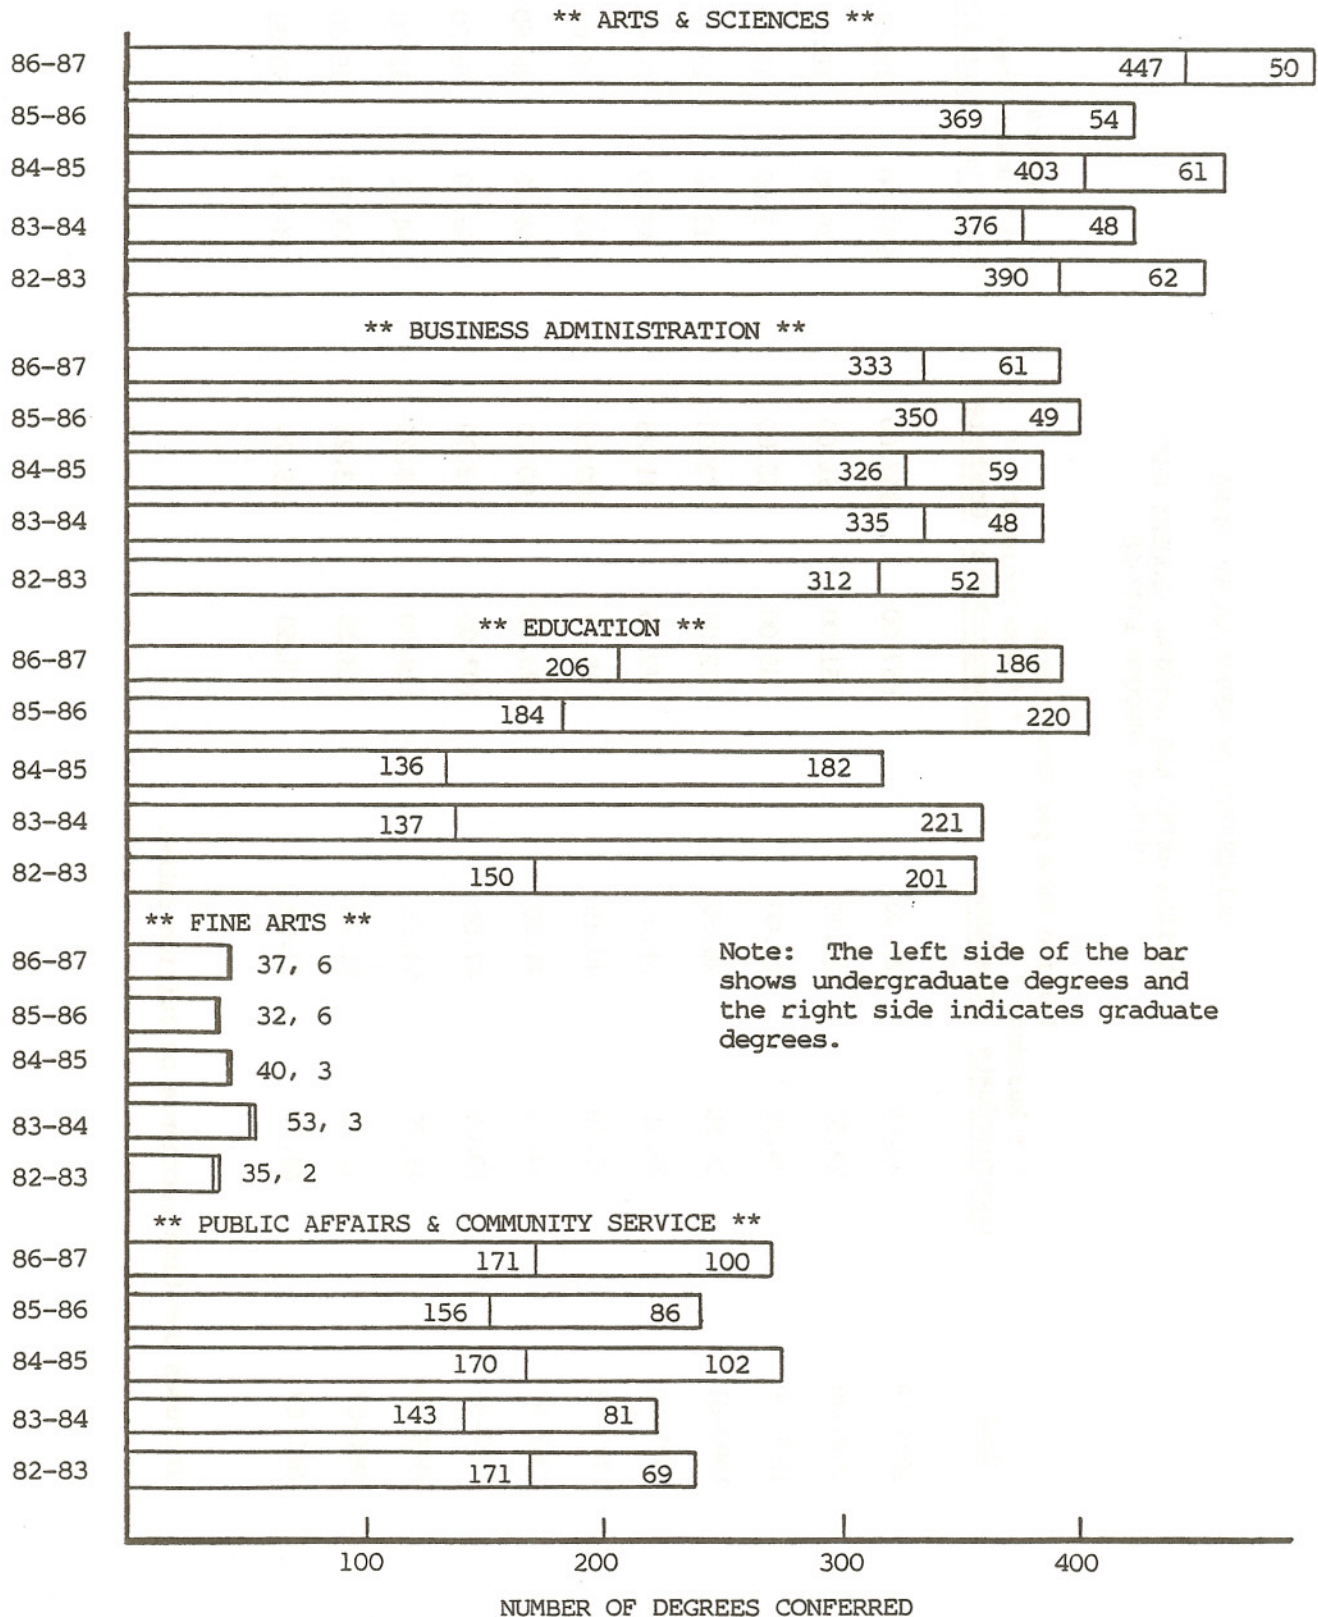 ** ARTS & SCIENCES **
86-87 447 50
85-86 369 54
84-85 403 61
83-84 376 48
82-83 390 62
** BUSINESS ADMINISTRATION **
86-87 333 61
85-86 350 49
84-85 326 59
83-84 335 48
82-83 312 52
** EDUCATION **
86-87 206 186
85-86 184 220
84-85 136 182
83-84 137 221
82-83 150 201
** FINE ARTS **
86-87 37, 6
85-86 32, 6
84-85 40, 3
83-84 53, 3
82-83 35, 2
Note: The left side of the bar
shows undergraduate degrees and
the right side indicates graduate
degrees.
** PUBLIC AFFAIRS & COMMUNITY SERVICE **
86-87 171 100
85-86 156 86
84-85 170 102
83-84 143 81
82-83 171 69
100 200 300 400
NUMBER OF DEGREES CONFERRED